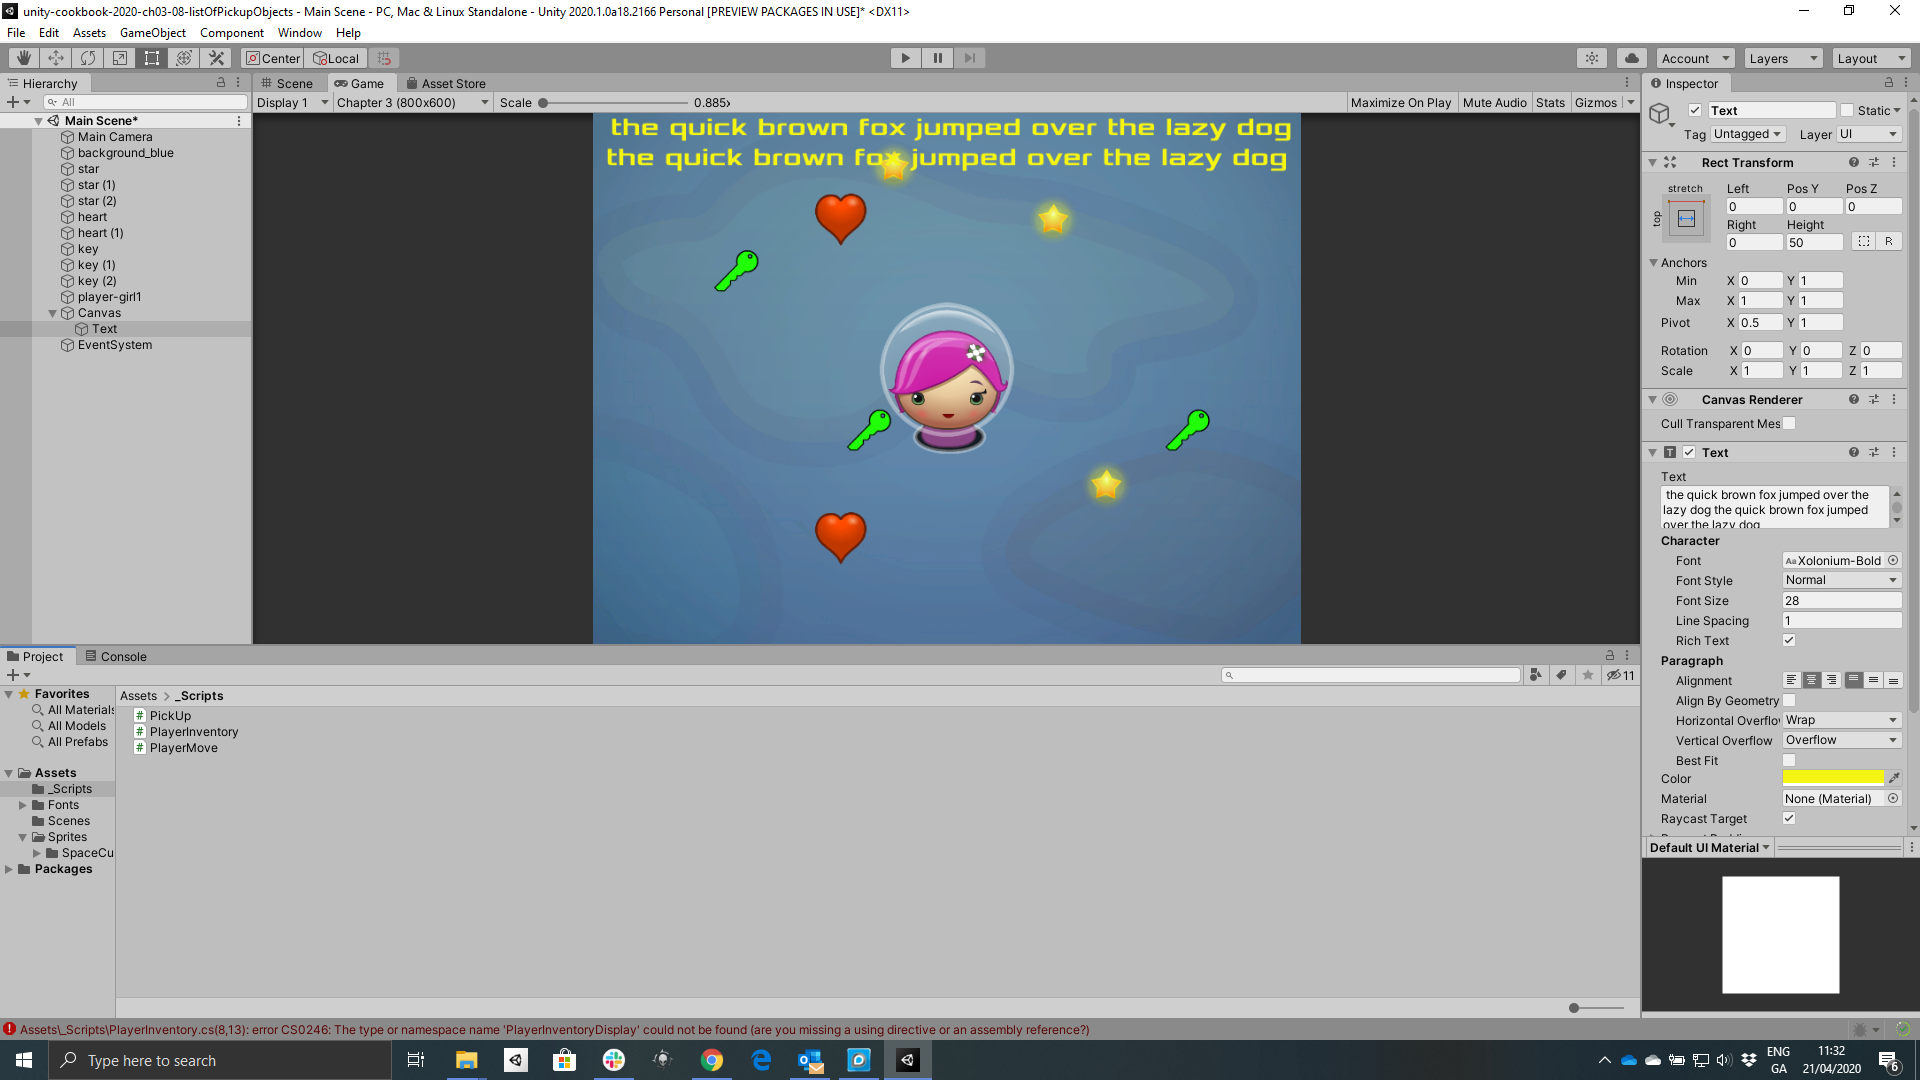 unity-cookbook-2020-ch03-08-listOfPickupObjects - Main Scene - PC, Mac & Linux Standalone - Unity 2020.1.0a18.2166 Personal [PREVIEW PACKAGES IN USE]* <DX11>
File Edit Assets GameObject Component Window Help
Center Local Account Layers Layout
Hierarchy
All
Main Scene*
Main Camera
background_blue
star
star (1)
star (2)
heart
heart (1)
key
key (1)
key (2)
player-girl1
Canvas
Text
EventSystem
Scene Game Asset Store
Display 1 Chapter 3 (800x600) Scale 0.885x Maximize On Play Mute Audio Stats Gizmos
the quick brown fox jumped over the lazy dog
the quick brown fox jumped over the lazy dog
Inspector
Text Static
Tag Untagged Layer UI
Rect Transform
stretch Left Pos Y Pos Z
top 0 0 0
Right Height
0 50 R
Anchors
Min X 0 Y 1
Max X 1 Y 1
Pivot X 0.5 Y 1
Rotation X 0 Y 0 Z 0
Scale X 1 Y 1 Z 1
Canvas Renderer
Cull Transparent Mes
T Text
Text
the quick brown fox jumped over the
lazy dog the quick brown fox jumped
over the lazy dog
Character
Font Aa Xolonium-Bold
Font Style Normal
Font Size 28
Line Spacing 1
Rich Text
Paragraph
Alignment
Align By Geometry
Horizontal Overflo Wrap
Vertical Overflow Overflow
Best Fit
Color
Material None (Material)
Raycast Target
Default UI Material
Project Console
11
Favorites
All Materials
All Models
All Prefabs
Assets
_Scripts
Fonts
Scenes
Sprites
SpaceCu
Packages
Assets > _Scripts
# PickUp
# PlayerInventory
# PlayerMove
Assets\_Scripts\PlayerInventory.cs(8,13): error CS0246: The type or namespace name 'PlayerInventoryDisplay' could not be found (are you missing a using directive or an assembly reference?)
Type here to search
ENG
GA
11:32
21/04/2020
6